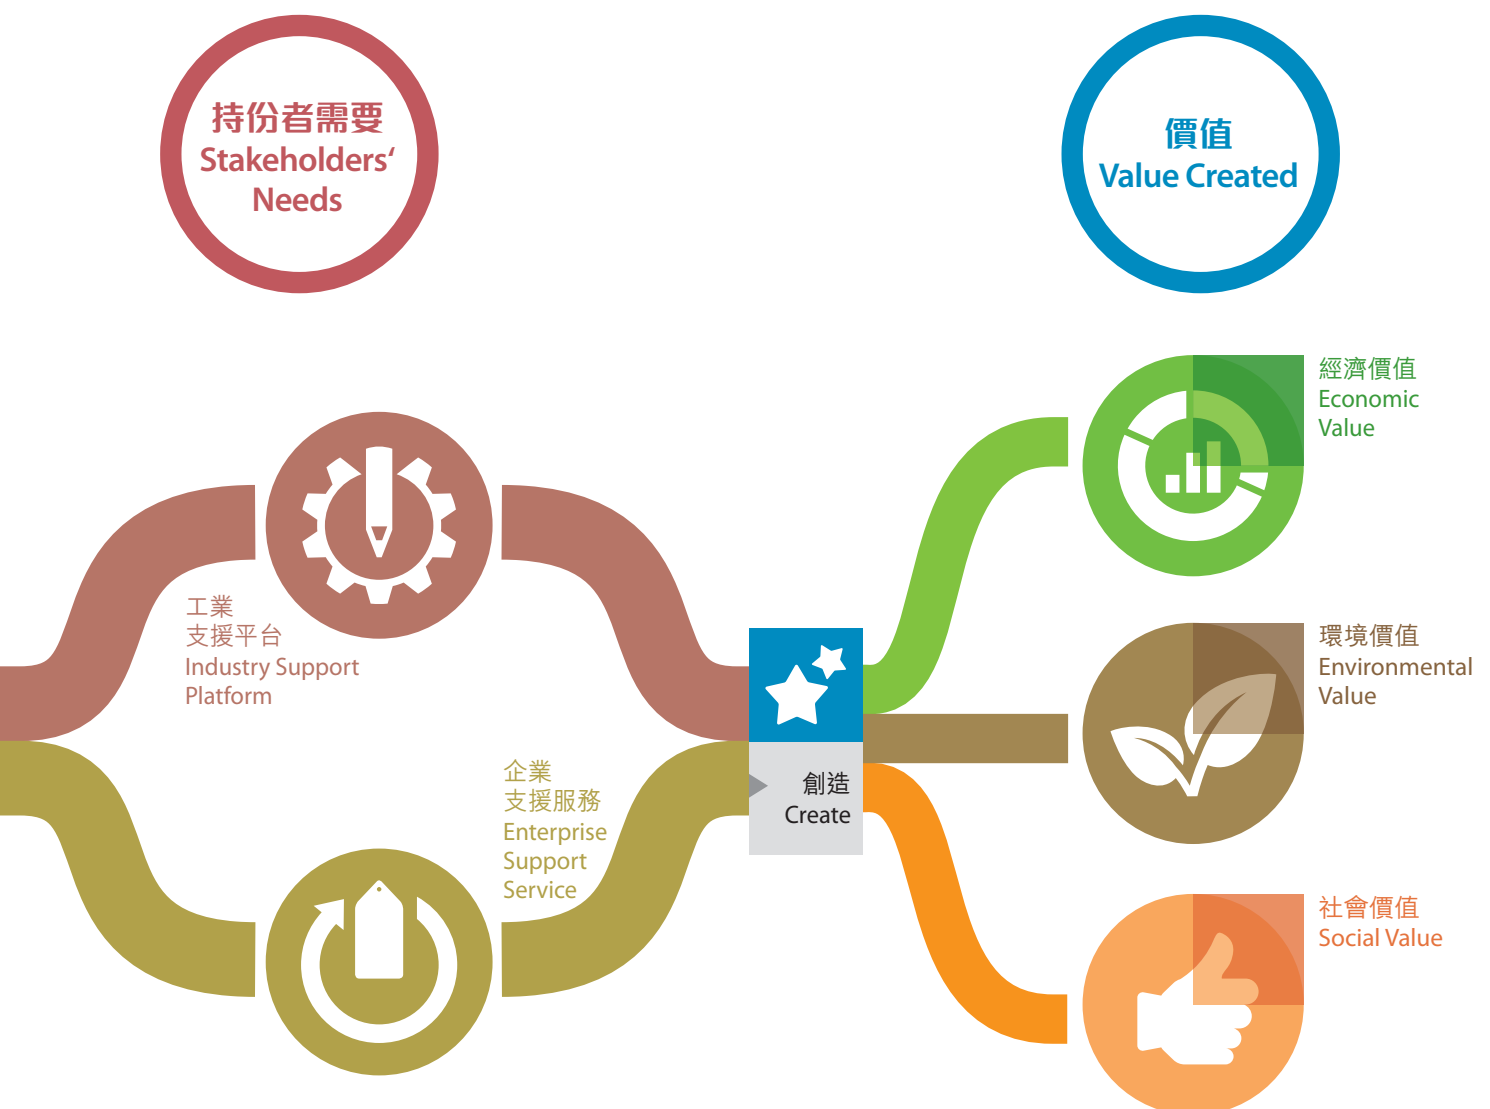 持份者需要
Stakeholders‘
Needs
價值
Value Created
工業
支援平台
Industry Support
Platform
企業
支援服務
Enterprise
Support
Service
創造
Create
經濟價值
Economic
Value
環境價值
Environmental
Value
社會價值
Social Value